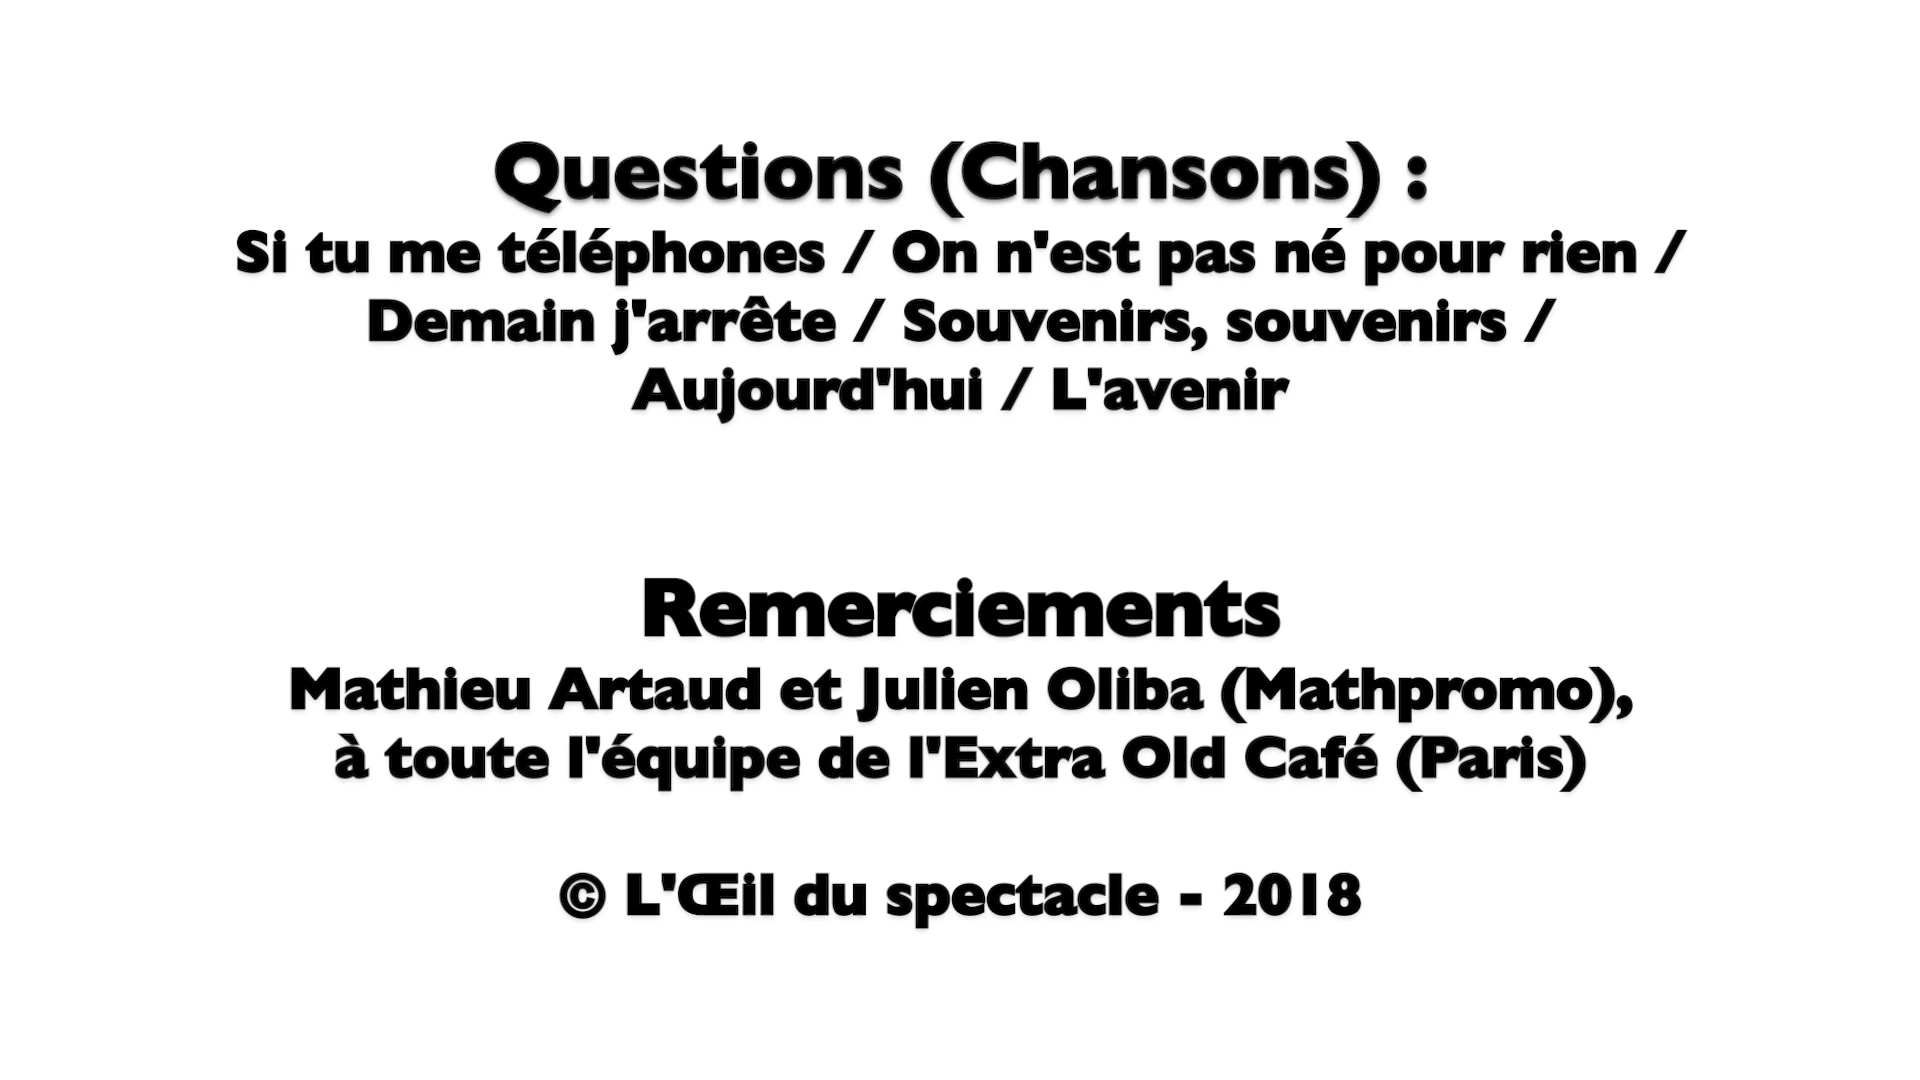 Questions (Chansons) :
Si tu me téléphones / On n'est pas né pour rien /
Demain j'arrête / Souvenirs, souvenirs /
Aujourd'hui / L'avenir
Remerciements
Mathieu Artaud et Julien Oliba (Mathpromo),
à toute l'équipe de l'Extra Old Café (Paris)
© L'Œil du spectacle - 2018